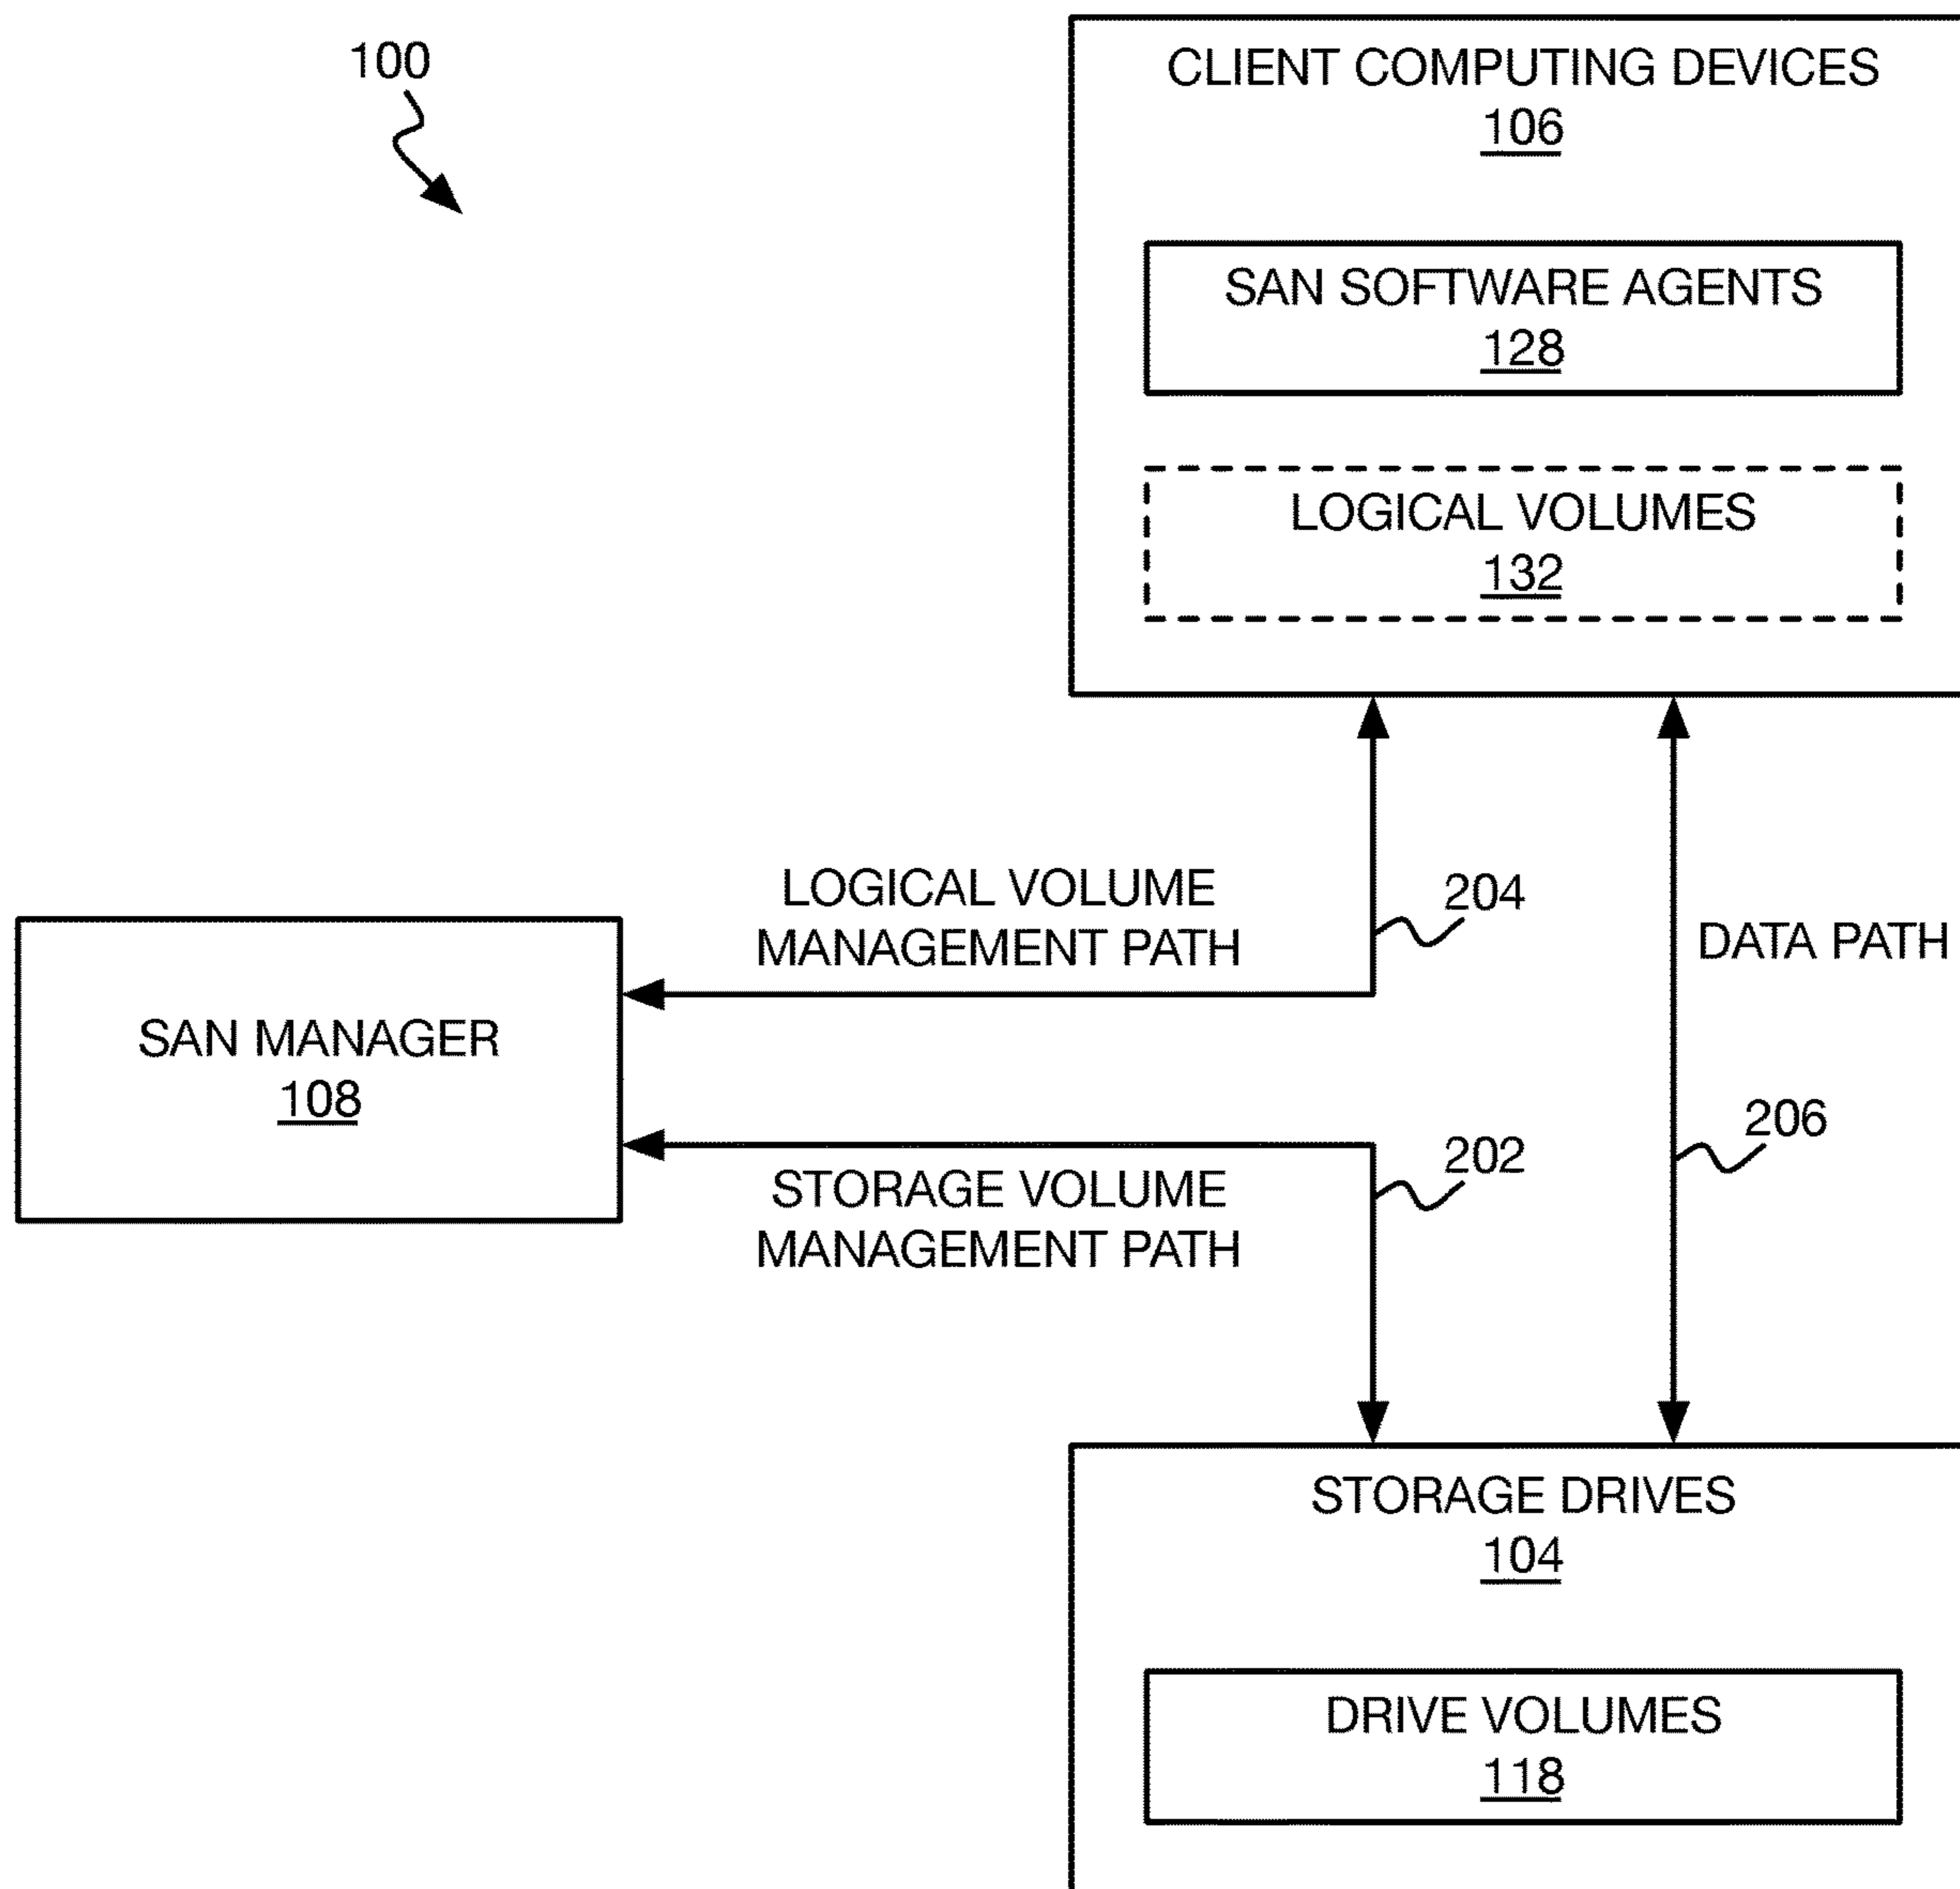 100
CLIENT COMPUTING DEVICES
106
SAN SOFTWARE AGENTS
128
LOGICAL VOLUMES
132
LOGICAL VOLUME
MANAGEMENT PATH
204
DATA PATH
SAN MANAGER
108
206
202
STORAGE VOLUME
MANAGEMENT PATH
STORAGE DRIVES
104
DRIVE VOLUMES
118